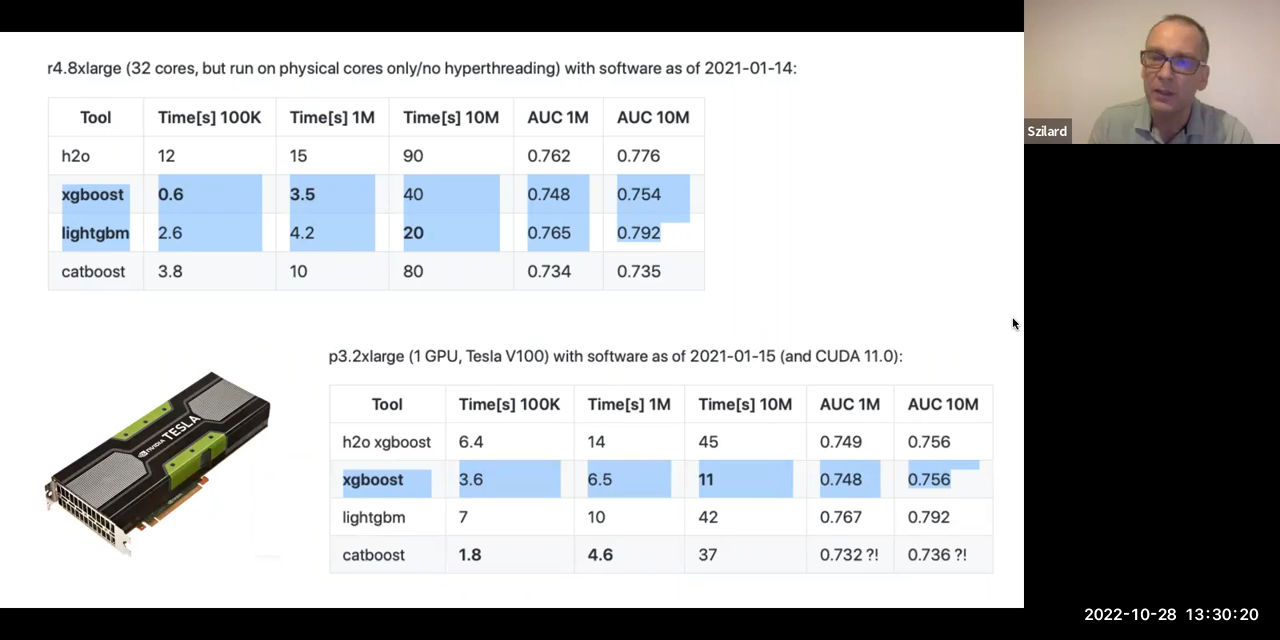 r4.8xlarge (32 cores, but run on physical cores only/no hyperthreading) with software as of 2021-01-14:
Tool Time[s] 100K Time[s] 1M Time[s] 10M AUC 1M AUC 10M
h2o 12 15 90 0.762 0.776
xgboost 0.6 3.5 40 0.748 0.754
lightgbm 2.6 4.2 20 0.765 0.792
catboost 3.8 10 80 0.734 0.735
Szilard
p3.2xlarge (1 GPU, Tesla V100) with software as of 2021-01-15 (and CUDA 11.0):
Tool Time[s] 100K Time[s] 1M Time[s] 10M AUC 1M AUC 10M
h2o xgboost 6.4 14 45 0.749 0.756
xgboost 3.6 6.5 11 0.748 0.756
lightgbm 7 10 42 0.767 0.792
catboost 1.8 4.6 37 0.732 ?! 0.736 ?!
NVIDIA TESLA
2022-10-28 13:30:20